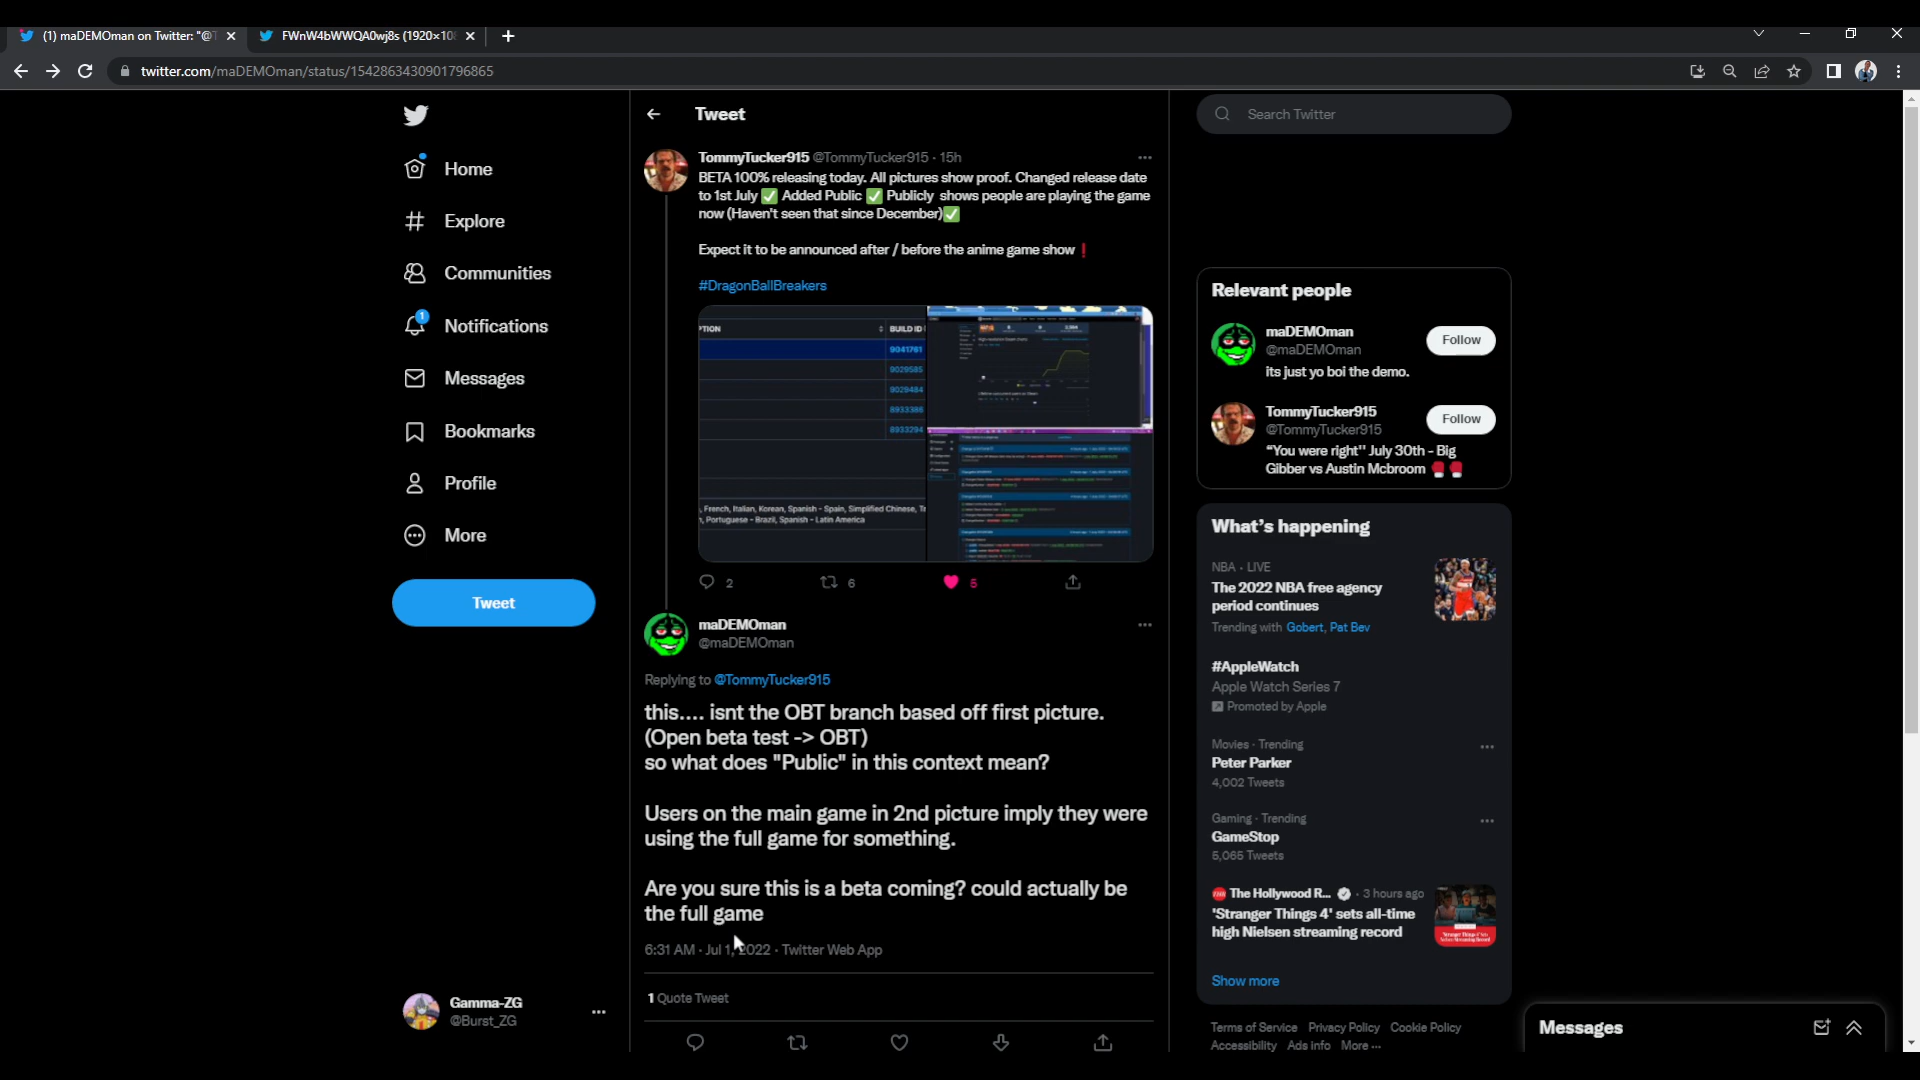 (1) maDEMOman on Twitter: "@T
FWnW4bWWQA0wj8s (1920×10
twitter.com/maDEMOman/status/1542863430901796865
Home
Explore
Communities
1
Notifications
Messages
Bookmarks
Profile
More
Tweet
Gamma-ZG
@Burst_ZG
Tweet
TommyTucker915 @TommyTucker915 · 15h
BETA 100% releasing today. All pictures show proof. Changed release date
to 1st July ✅ Added Public ✅ Publicly shows people are playing the game
now (Haven't seen that since December)✅
Expect it to be announced after / before the anime game show❗
#DragonBallBreakers
PTION
BUILD ID
9041761
9029585
9029484
8933386
8933294
, French, Italian, Korean, Spanish - Spain, Simplified Chinese, Tr
, Portuguese - Brazil, Spanish - Latin America
2
6
5
maDEMOman
@maDEMOman
Replying to @TommyTucker915
this.... isnt the OBT branch based off first picture.
(Open beta test -> OBT)
so what does "Public" in this context mean?
Users on the main game in 2nd picture imply they were
using the full game for something.
Are you sure this is a beta coming? could actually be
the full game
6:31 AM · Jul 1, 2022 · Twitter Web App
1 Quote Tweet
Search Twitter
Relevant people
maDEMOman
@maDEMOman
Follow
its just yo boi the demo.
TommyTucker915
@TommyTucker915
Follow
"You were right" July 30th - Big
Gibber vs Austin Mcbroom 🥊🥊
What's happening
NBA · LIVE
The 2022 NBA free agency
period continues
Trending with Gobert, Pat Bev
#AppleWatch
Apple Watch Series 7
Promoted by Apple
Movies · Trending
Peter Parker
4,002 Tweets
Gaming · Trending
GameStop
5,065 Tweets
The Hollywood R... · 3 hours ago
'Stranger Things 4' sets all-time
high Nielsen streaming record
Show more
Terms of Service Privacy Policy Cookie Policy
Accessibility Ads info More ···
Messages